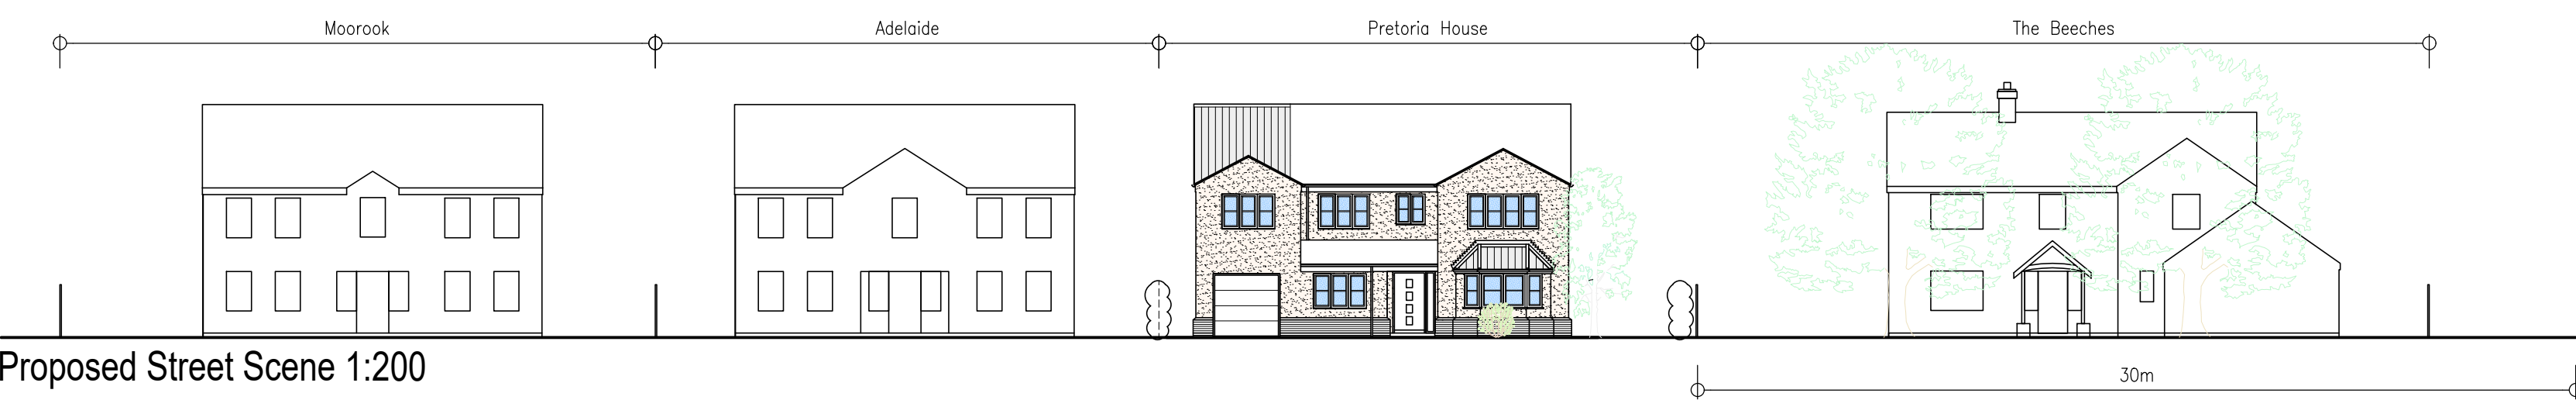 Moorook
Adelaide
Pretoria House
The Beeches
Proposed Street Scene 1:200
30m